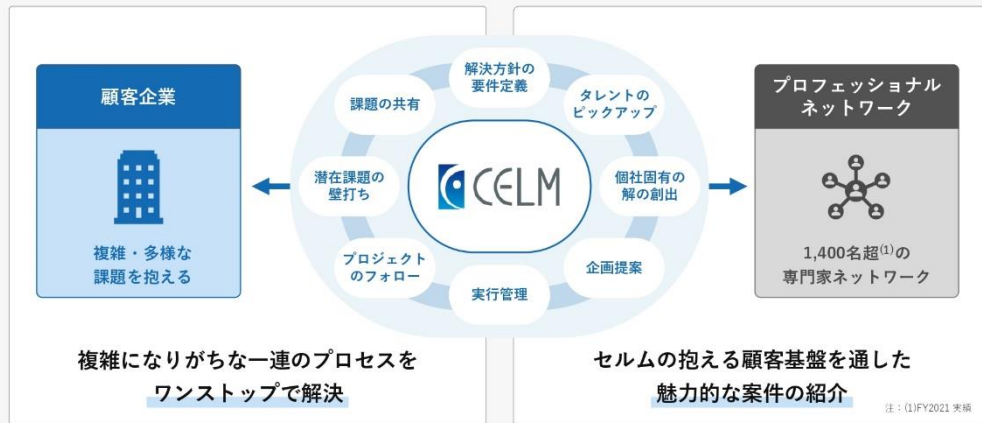 顧客企業
複雑・多様な
課題を抱える
解決方針の
要件定義
タレントの
ピックアップ
個社固有の
解の創出
企画提案
実行管理
プロジェクト
のフォロー
潜在課題の
壁打ち
課題の共有
CELM
プロフェッショナル
ネットワーク
1,400名超(1)の
専門家ネットワーク
複雑になりがちな一連のプロセスを
ワンストップで解決
セルムの抱える顧客基盤を通した
魅力的な案件の紹介
注：(1)FY2021 実績